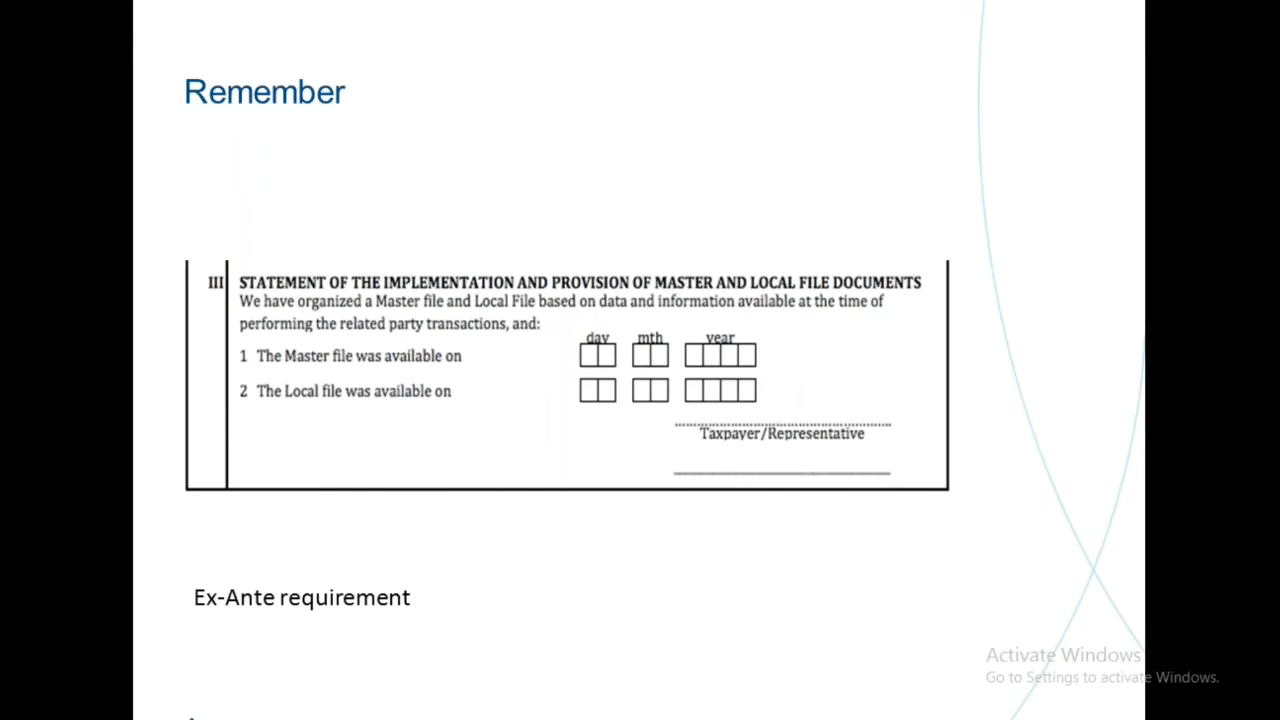 Remember
III STATEMENT OF THE IMPLEMENTATION AND PROVISION OF MASTER AND LOCAL FILE DOCUMENTS
We have organized a Master file and Local File based on data and information available at the time of
performing the related party transactions, and:
day mth year
1 The Master file was available on
2 The Local file was available on
Taxpayer/Representative
Ex-Ante requirement
Activate Windows
Go to Settings to activate Windows.